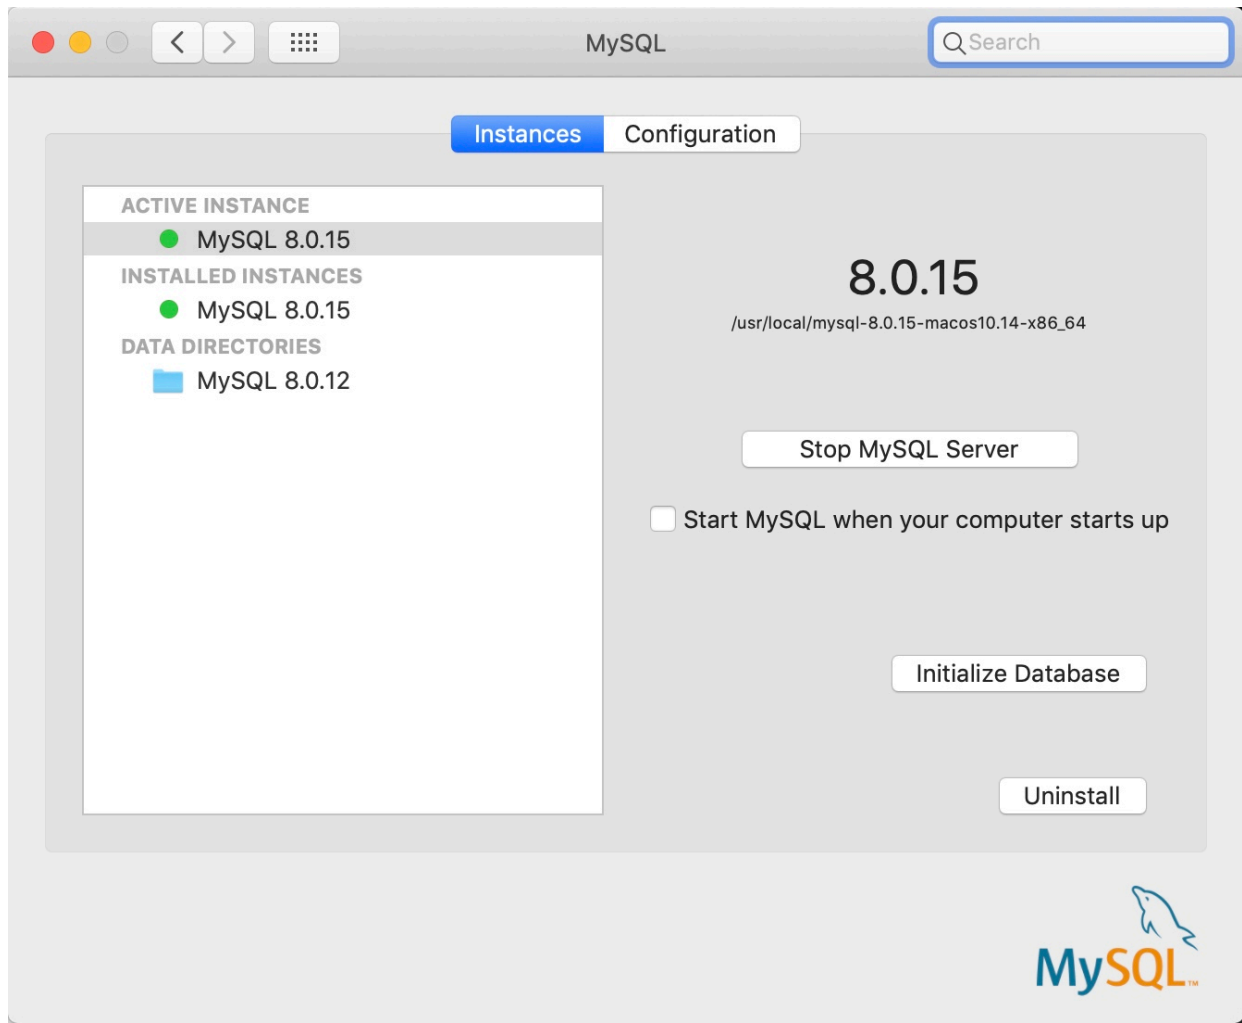 MySQL
Search
Instances
Configuration
ACTIVE INSTANCE
MySQL 8.0.15
INSTALLED INSTANCES
MySQL 8.0.15
DATA DIRECTORIES
MySQL 8.0.12
8.0.15
/usr/local/mysql-8.0.15-macos10.14-x86_64
Stop MySQL Server
Start MySQL when your computer starts up
Initialize Database
Uninstall
MySQL™